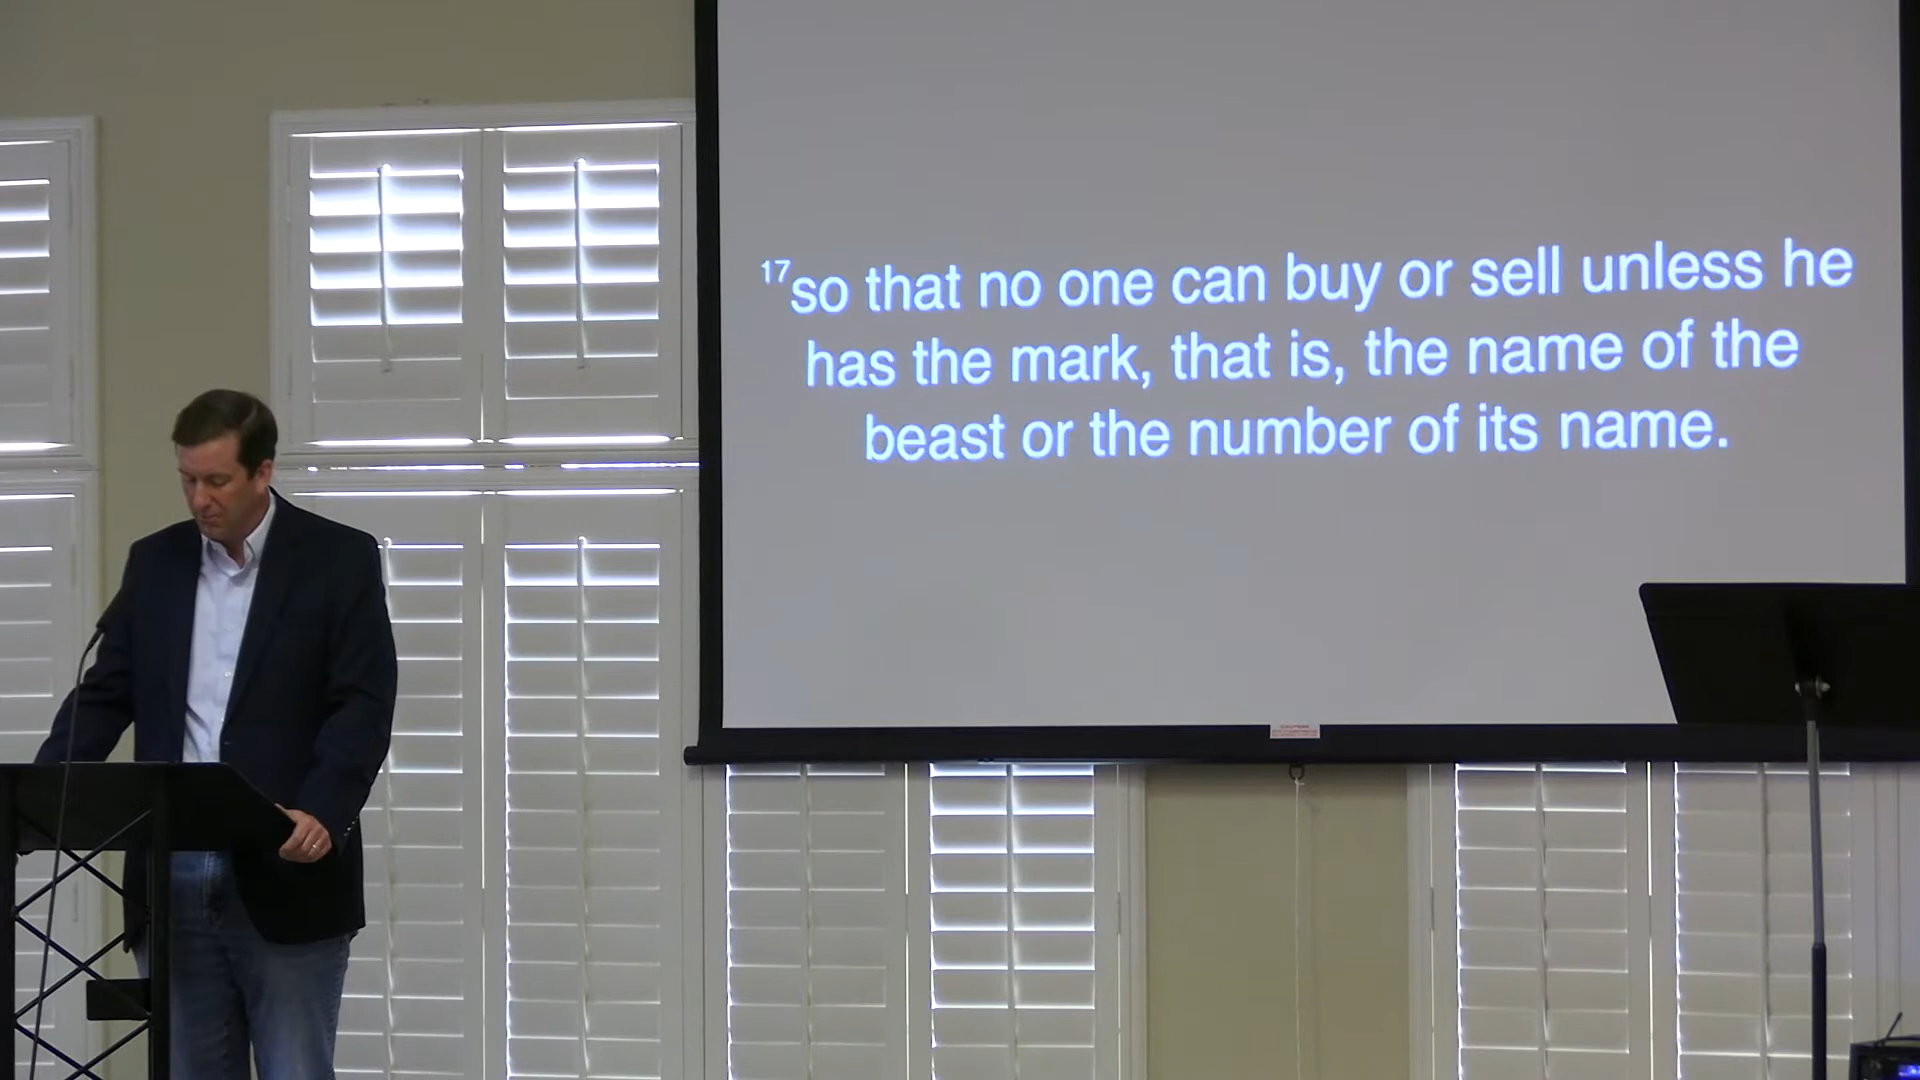 17so that no one can buy or sell unless he
has the mark, that is, the name of the
beast or the number of its name.